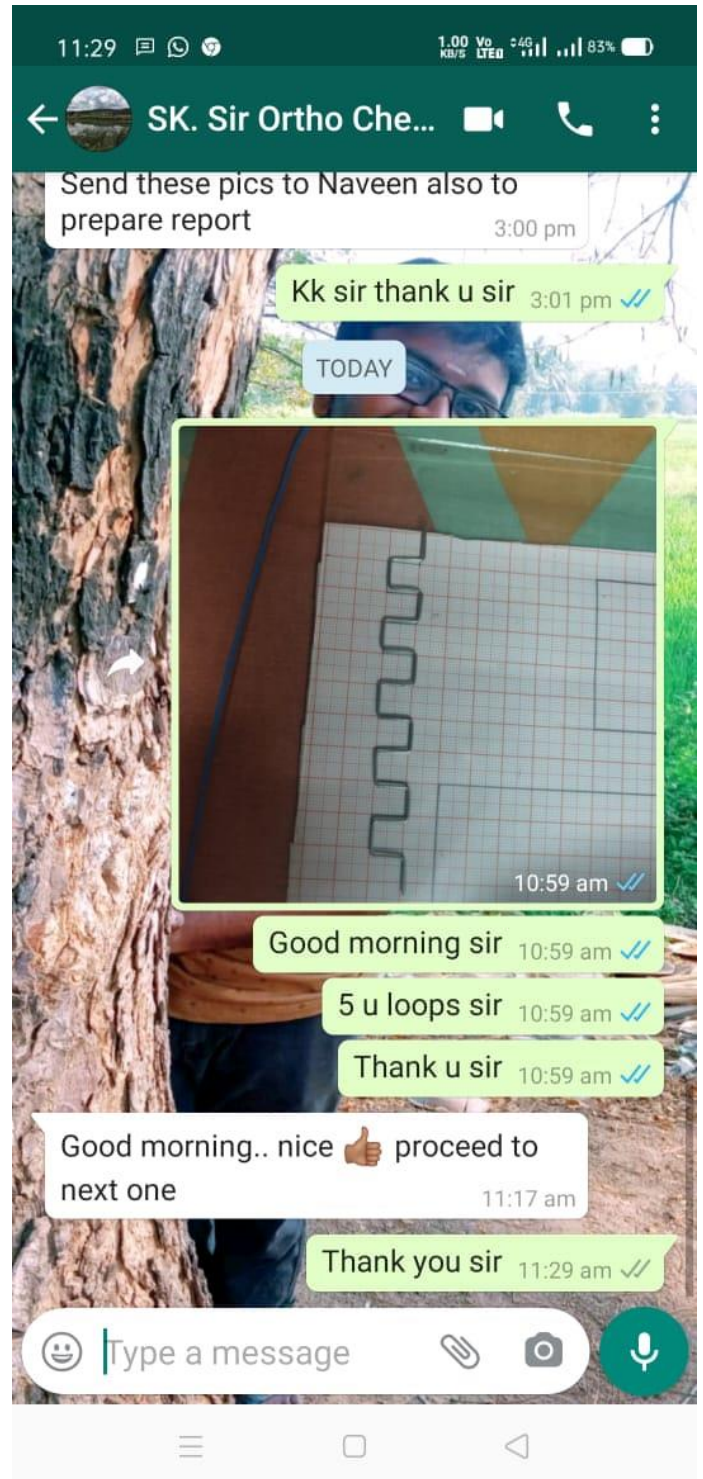 11:29 1.00 KB/S Vo LTE 4G 83%
SK. Sir Ortho Che...
Send these pics to Naveen also to
prepare report 3:00 pm
Kk sir thank u sir 3:01 pm
TODAY
10:59 am
Good morning sir 10:59 am
5 u loops sir 10:59 am
Thank u sir 10:59 am
Good morning.. nice 👍🏾 proceed to
next one 11:17 am
Thank you sir 11:29 am
Type a message